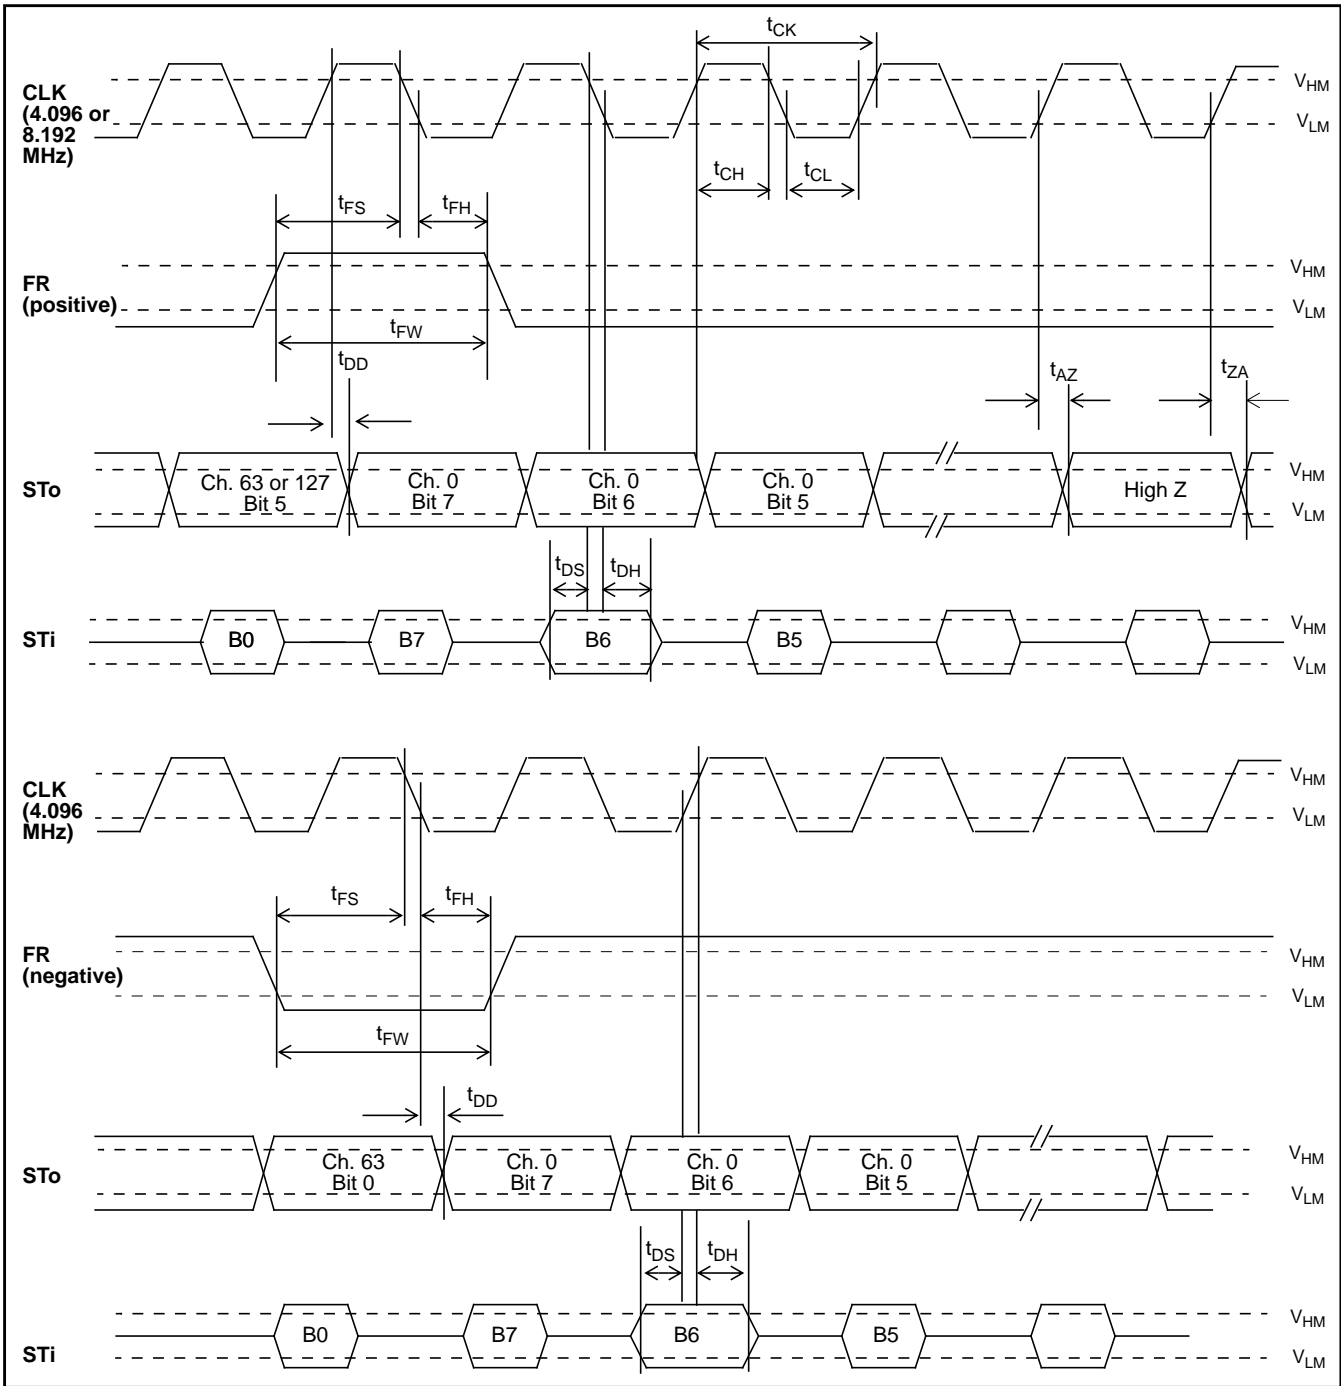 tCK
CLK
(4.096 or
8.192
MHz)
VHM
VLM
tCH
tCL
tFS
tFH
FR
(positive)
VHM
VLM
tFW
tDD
tAZ
tZA
STo
Ch. 63 or 127
Bit 5
Ch. 0
Bit 7
Ch. 0
Bit 6
Ch. 0
Bit 5
High Z
VHM
VLM
tDS
tDH
STi
B0
B7
B6
B5
VHM
VLM
CLK
(4.096
MHz)
VHM
VLM
tFS
tFH
FR
(negative)
VHM
VLM
tFW
tDD
STo
Ch. 63
Bit 0
Ch. 0
Bit 7
Ch. 0
Bit 6
Ch. 0
Bit 5
VHM
VLM
tDS
tDH
STi
B0
B7
B6
B5
VHM
VLM